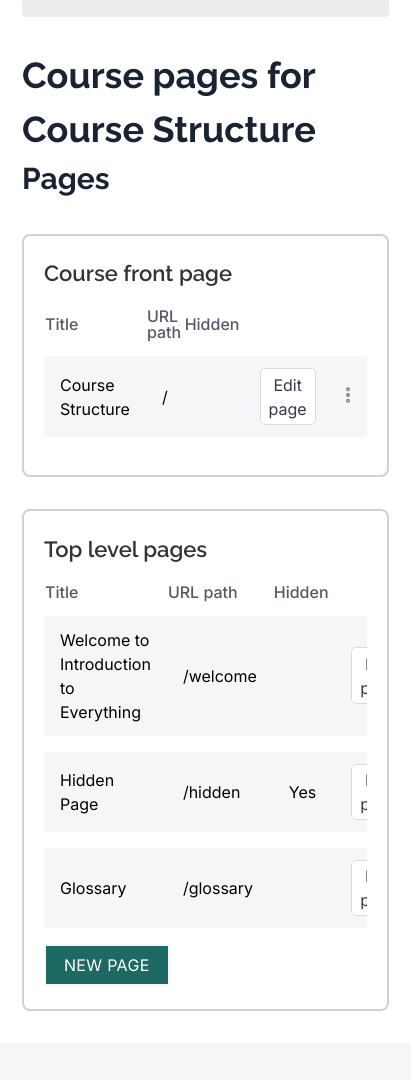 Course pages for
Course Structure
Pages
Course front page
Title
URL
path
Hidden
Course
Structure
/
Edit
page
Top level pages
Title
URL path
Hidden
Welcome to
Introduction
to
Everything
/welcome
Hidden
Page
/hidden
Yes
Glossary
/glossary
NEW PAGE